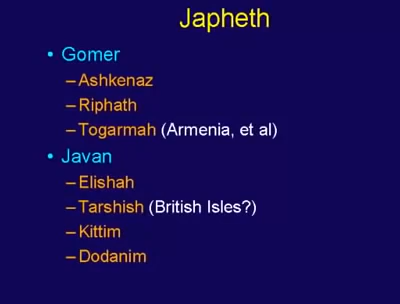 Japheth
• Gomer
– Ashkenaz
– Riphath
– Togarmah (Armenia, et al)
• Javan
– Elishah
– Tarshish (British Isles?)
– Kittim
– Dodanim